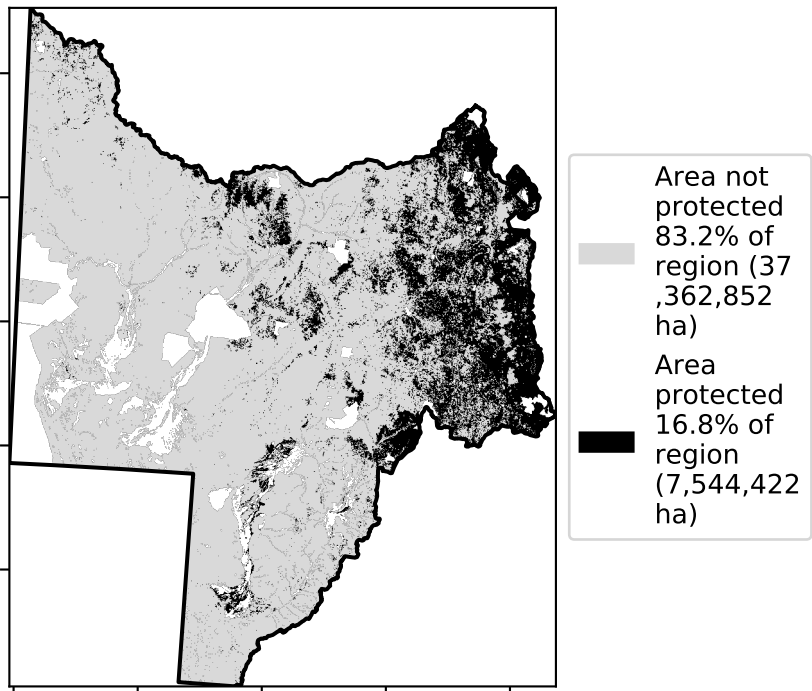 Area not
protected
83.2% of
region (37
,362,852
ha)
Area
protected
16.8% of
region
(7,544,422
ha)